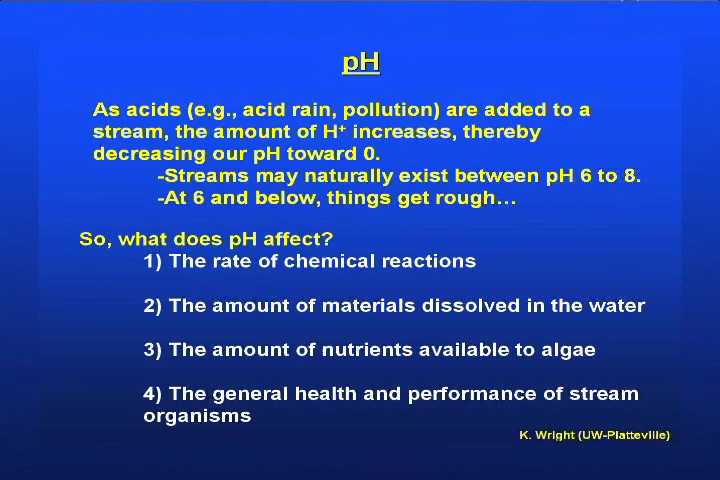 pH
As acids (e.g., acid rain, pollution) are added to a
stream, the amount of H⁺ increases, thereby
decreasing our pH toward 0.
-Streams may naturally exist between pH 6 to 8.
-At 6 and below, things get rough…
So, what does pH affect?
1) The rate of chemical reactions
2) The amount of materials dissolved in the water
3) The amount of nutrients available to algae
4) The general health and performance of stream
organisms
K. Wright (UW-Platteville)